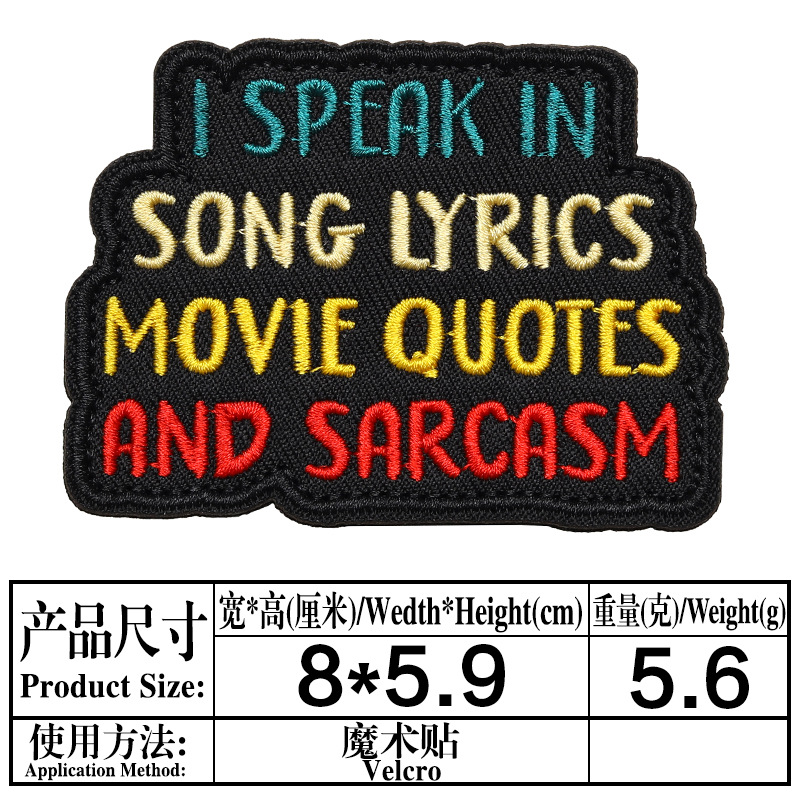 I SPEAK IN
SONG LYRICS
MOVIE QUOTES
AND SARCASM
产品尺寸
Product Size:
宽*高(厘米)/Wedth*Height(cm)
重量(克)/Weight(g)
8*5.9
5.6
使用方法:
Application Method:
魔术贴
Velcro